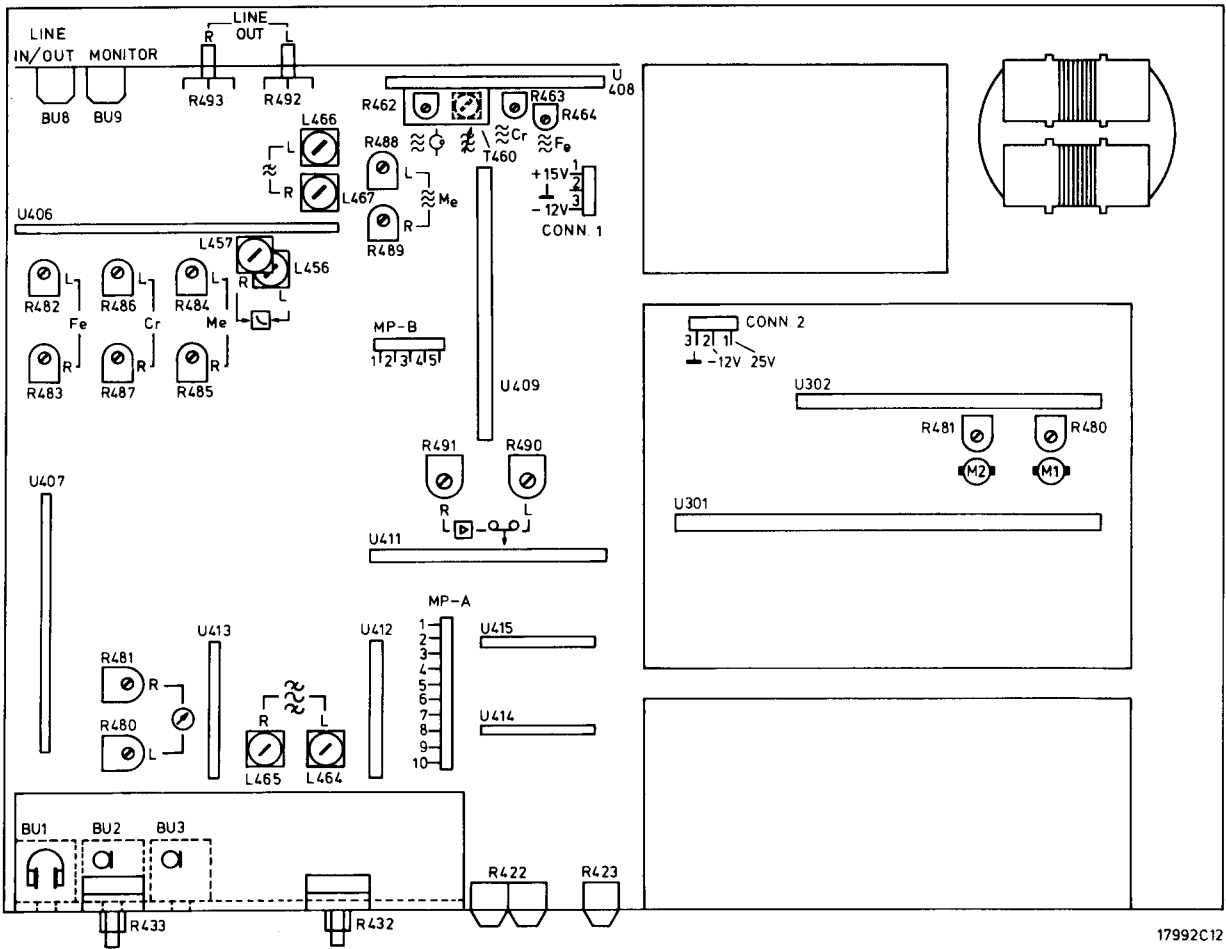 LINE
OUT
LINE
IN/OUT
MONITOR
R
L
R493
R492
BU8
BU9
U
408
R462
R463
R464
Cr
Fe
T460
L466
L
R
L467
R488
L
Me
R
R489
+15V
1
2
-12V
3
CONN. 1
U406
L457
L456
R
L
R482
L
R486
L
R484
L
Fe
Cr
Me
R
R
R
R483
R487
R485
MP-B
1 2 3 4 5
U409
CONN. 2
3 2 1
-12V 25V
U302
R481
R480
M2
M1
U301
R491
R490
R
L
U411
U407
MP-A
1
2
3
4
5
6
7
8
9
10
U415
U414
U413
U412
R481
R
R480
L
R
L
L465
L464
BU1
BU2
BU3
R433
R432
R422
R423
17992C12